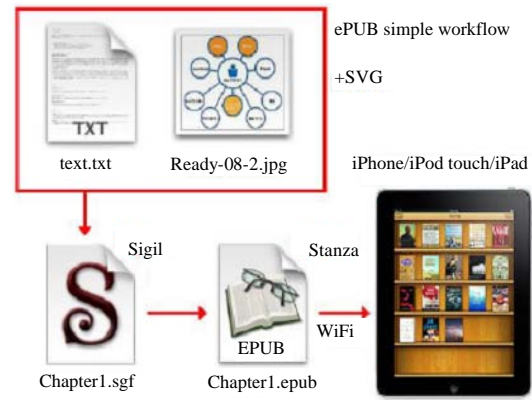 ePUB simple workflow
+SVG
TXT
text.txt
Ready-08-2.jpg
iPhone/iPod touch/iPad
Sigil
Stanza
S
EPUB
WiFi
Chapter1.sgf
Chapter1.epub